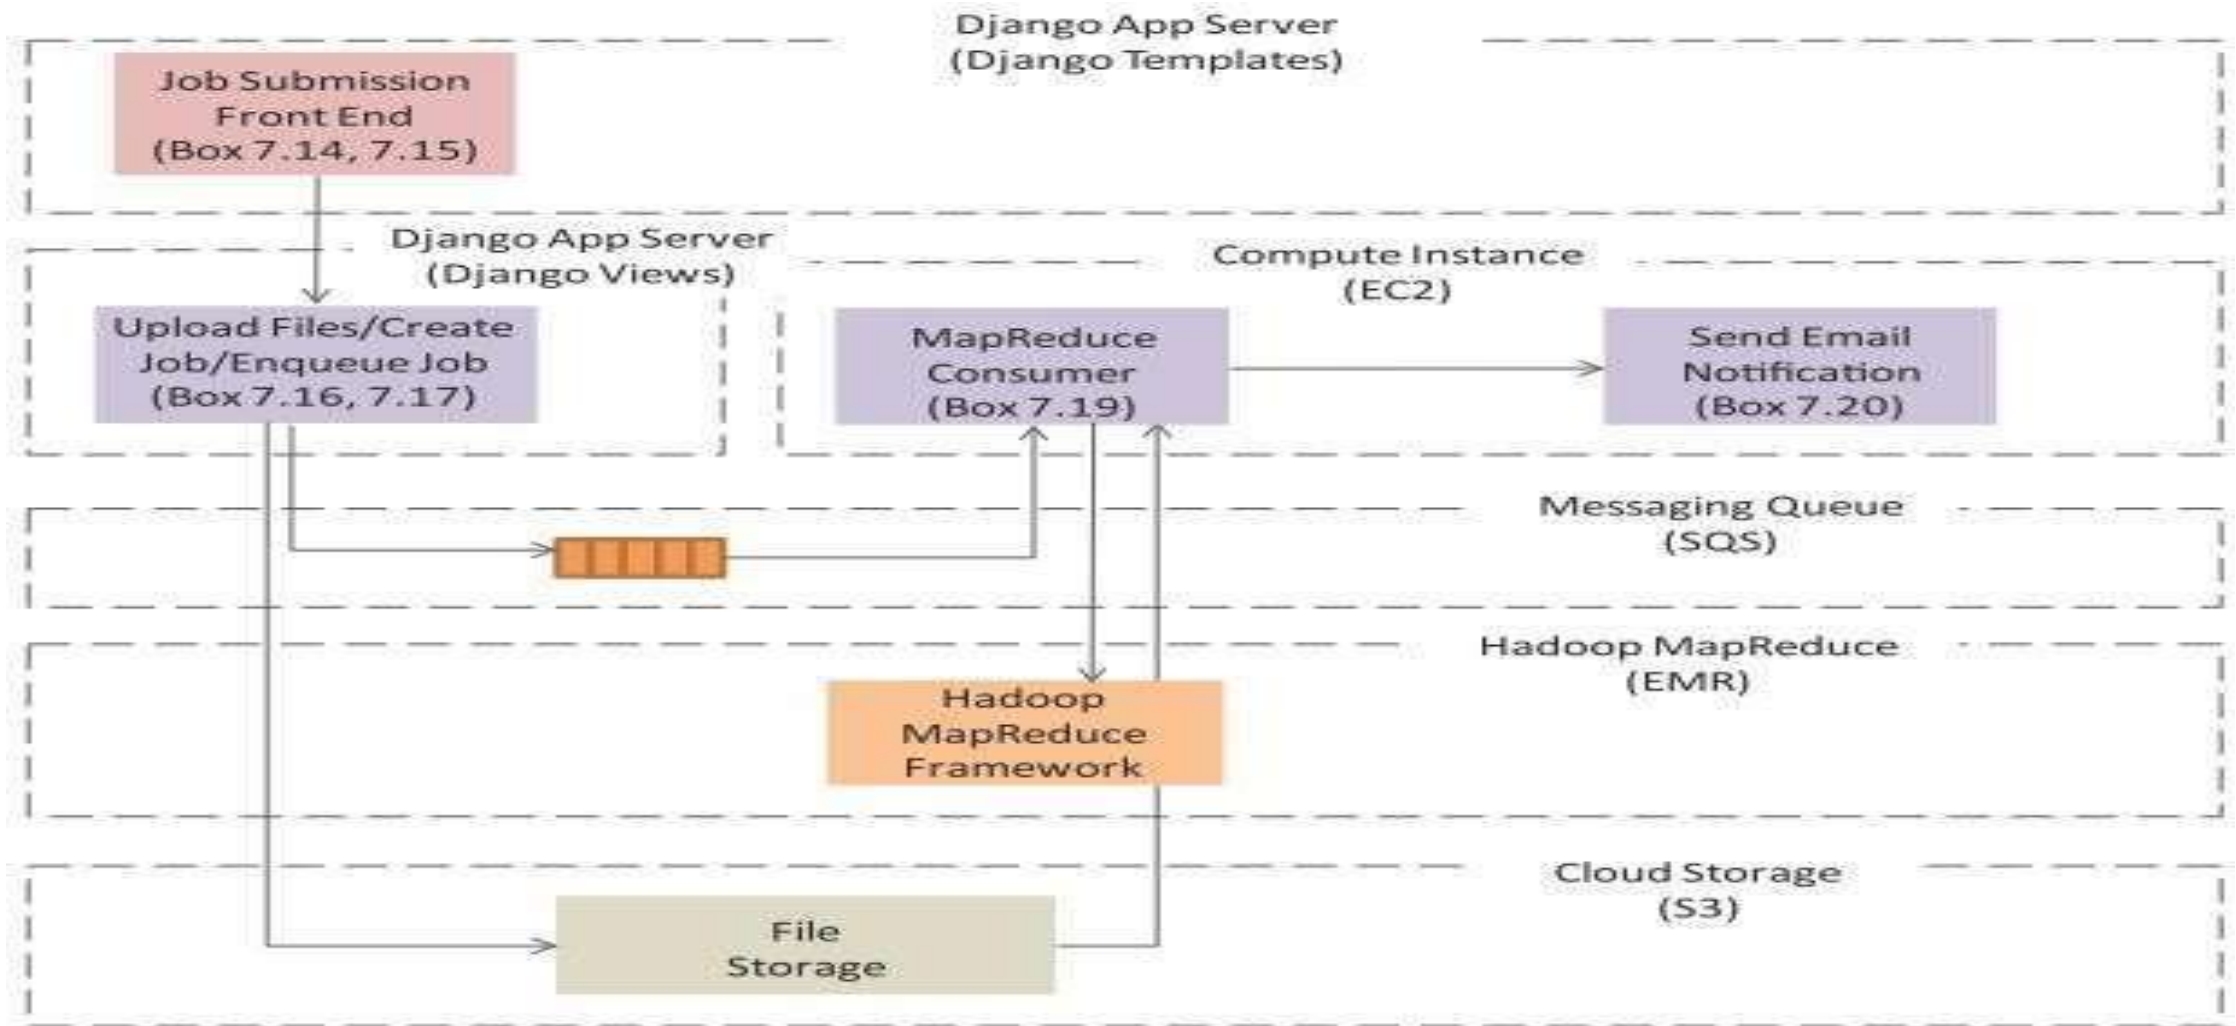 Django App Server
(Django Templates)
Job Submission
Front End
(Box 7.14, 7.15)
Django App Server
(Django Views)
Upload Files/Create
Job/Enqueue Job
(Box 7.16, 7.17)
Compute Instance
(EC2)
MapReduce
Consumer
(Box 7.19)
Send Email
Notification
(Box 7.20)
Messaging Queue
(SQS)
Hadoop MapReduce
(EMR)
Hadoop
MapReduce
Framework
Cloud Storage
(S3)
File
Storage